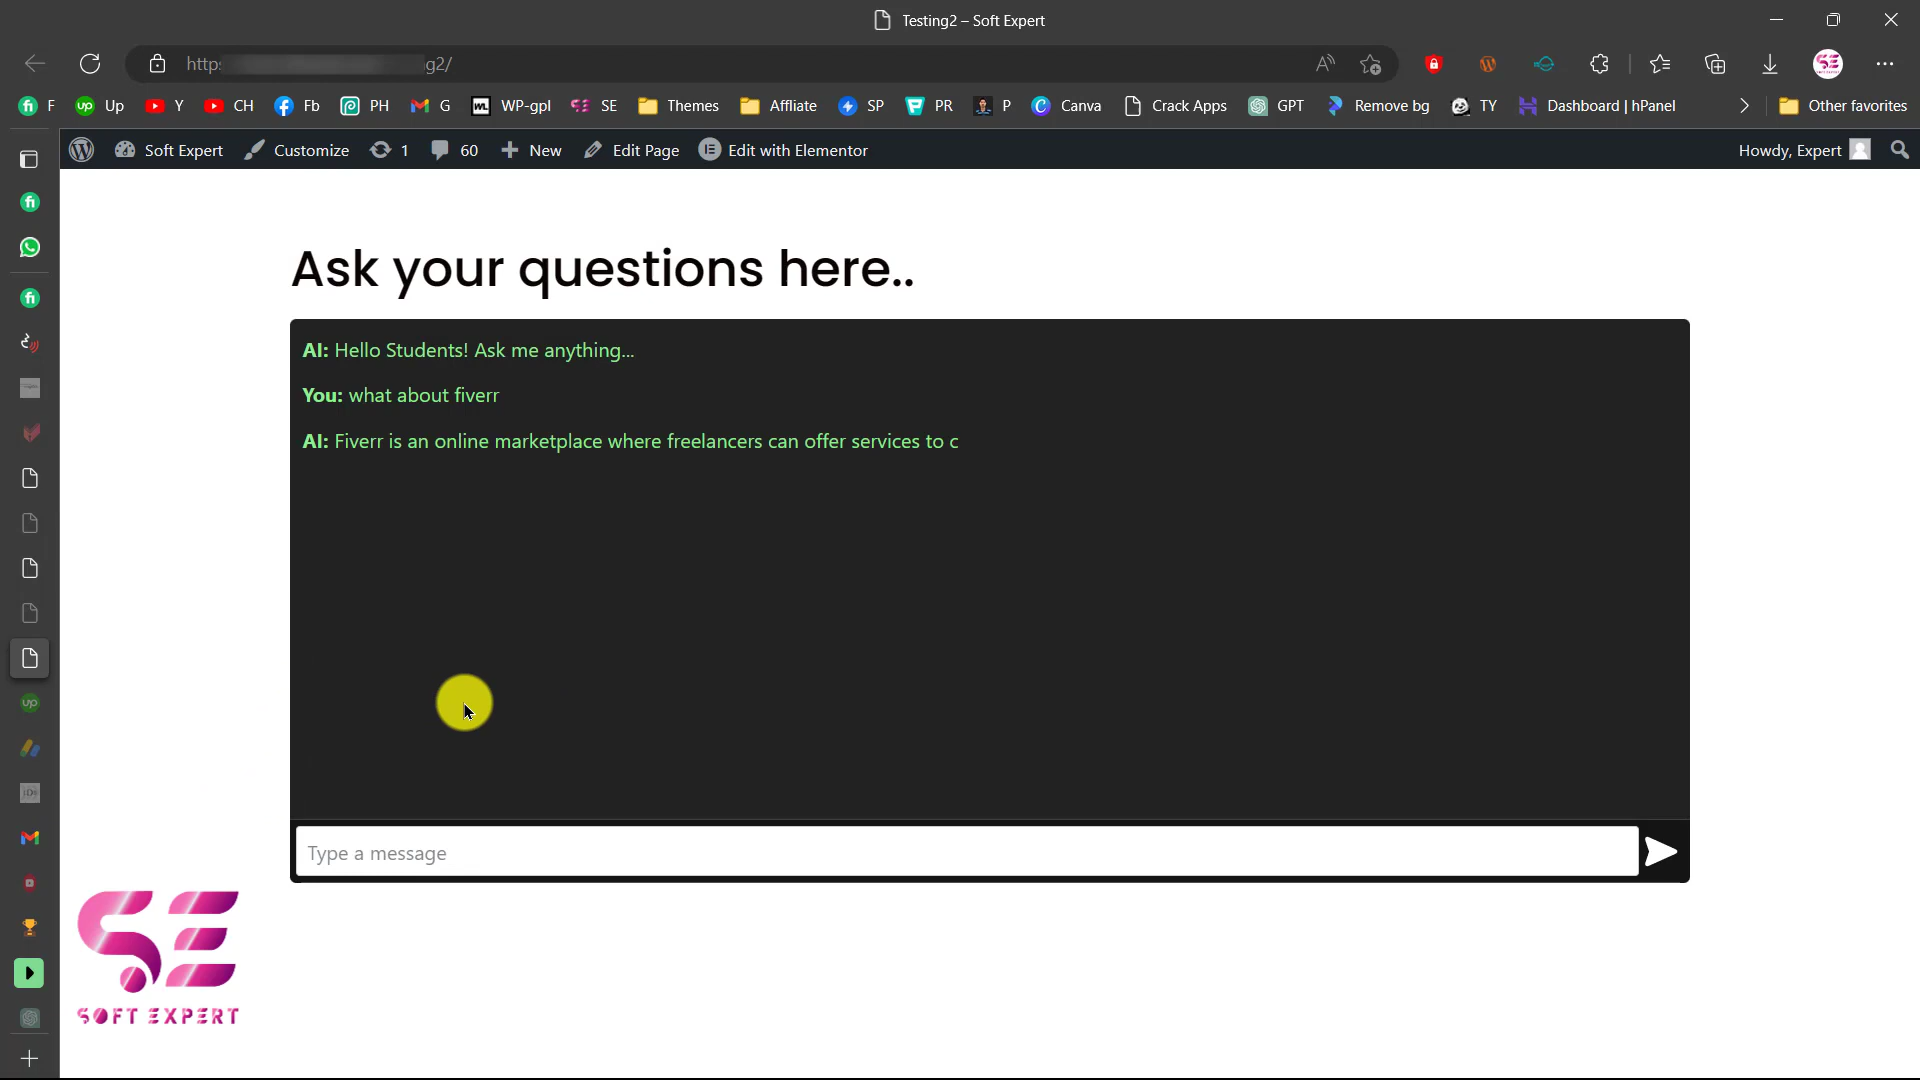 Testing2 – Soft Expert
http
g2/
F Up Y CH Fb PH G WP-gpl SE Themes Affliate SP PR P Canva Crack Apps GPT Remove bg TY Dashboard | hPanel Other favorites
Soft Expert Customize 1 60 New Edit Page Edit with Elementor Howdy, Expert
Ask your questions here..
AI: Hello Students! Ask me anything...
You: what about fiverr
AI: Fiverr is an online marketplace where freelancers can offer services to c
Type a message
SE
SOFT EXPERT